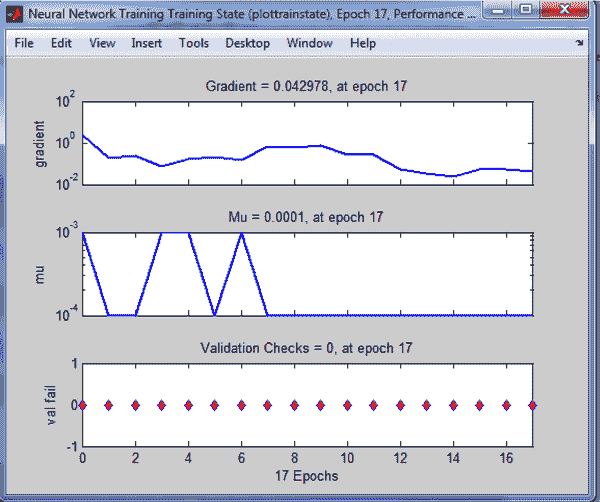 Neural Network Training Training State (plottrainstate), Epoch 17, Performance ...
File Edit View Insert Tools Desktop Window Help
Gradient = 0.042978, at epoch 17
10^2
10^0
10^-2
gradient
Mu = 0.0001, at epoch 17
10^-3
10^-4
mu
Validation Checks = 0, at epoch 17
1
0
-1
val fail
0 2 4 6 8 10 12 14 16
17 Epochs